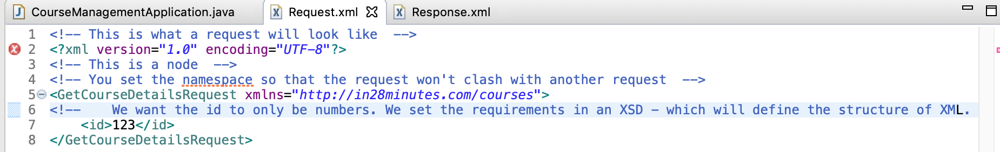 CourseManagementApplication.java Request.xml Response.xml
1 <!-- This is what a request will look like  -->
2 <?xml version="1.0" encoding="UTF-8"?>
3 <!-- This is a node  -->
4 <!-- You set the namespace so that the request won't clash with another request  -->
5 <GetCourseDetailsRequest xmlns="http://in28minutes.com/courses">
6 <!--    We want the id to only be numbers. We set the requirements in an XSD - which will define the structure of XML.
7     <id>123</id>
8 </GetCourseDetailsRequest>